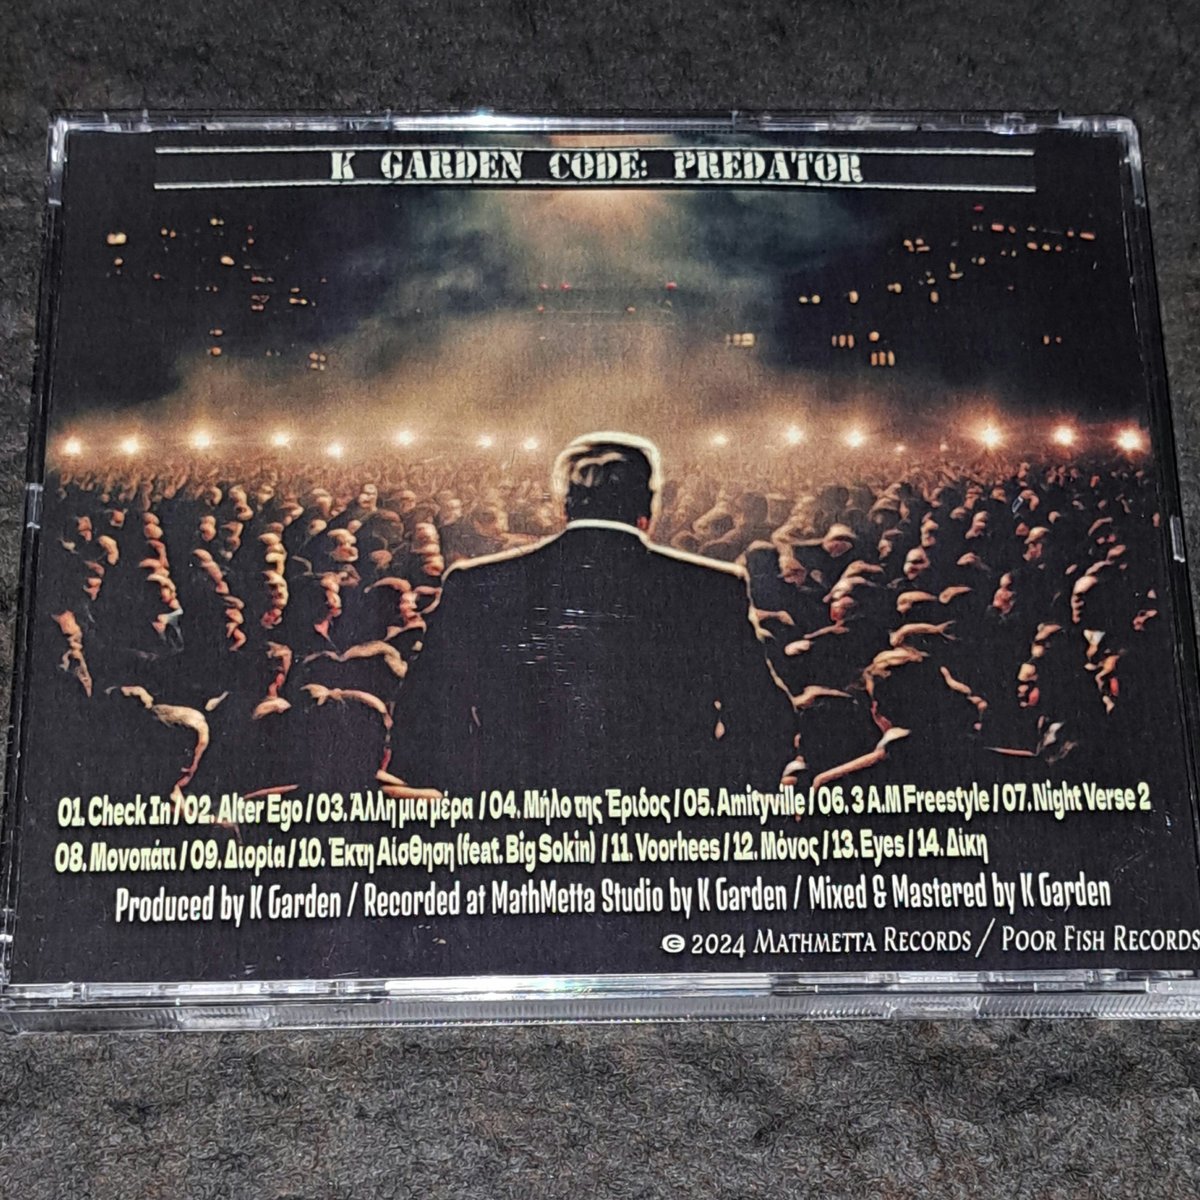 K GARDEN CODE: PREDATOR
01. Check In / 02. Alter Ego / 03. Άλλη μια μέρα / 04. Μήλο της Έριδος / 05. Amityville / 06. 3 A.M Freestyle / 07. Night Verse 2
08. Μονοπάτι / 09. Διορία / 10. Έκτη Αίσθηση (feat. Big Sokin) / 11. Voorhees / 12. Μόνος / 13. Eyes / 14. Δίκη
Produced by K Garden / Recorded at MathMetta Studio by K Garden / Mixed & Mastered by K Garden
© 2024 Mathmetta Records / Poor Fish Records